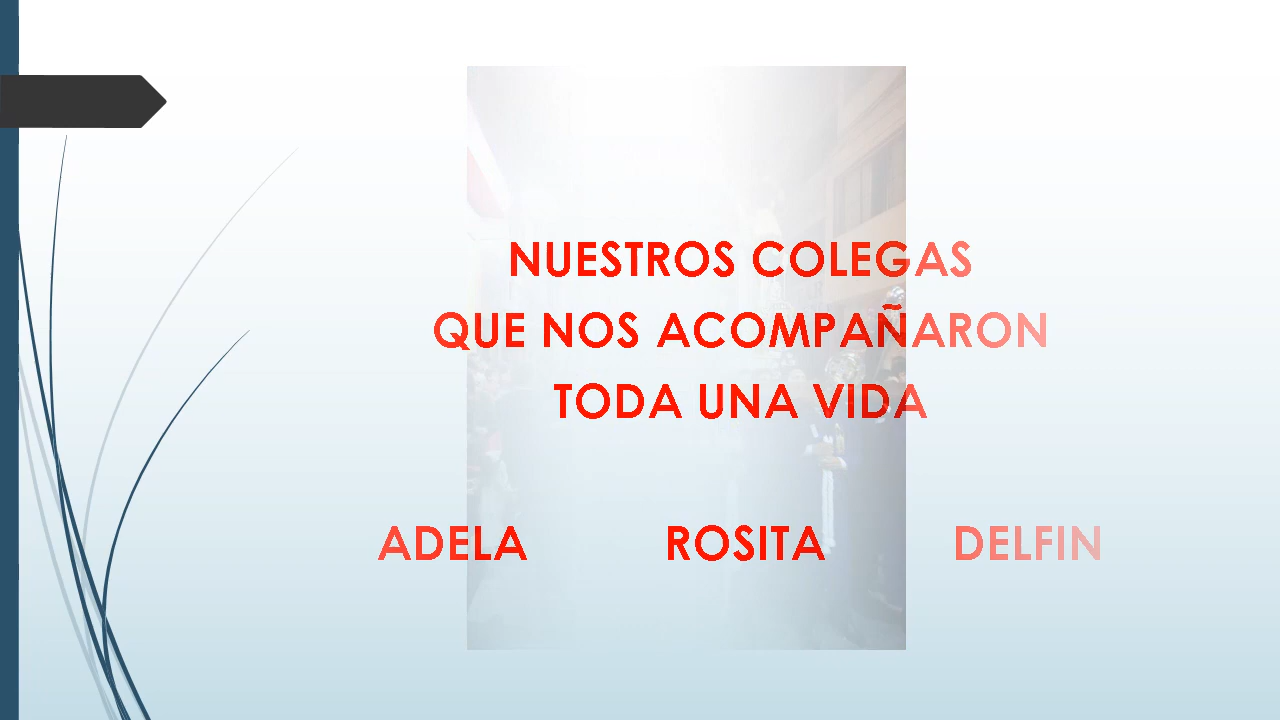 NUESTROS COLEGAS
QUE NOS ACOMPAÑARON
TODA UNA VIDA
ADELA ROSITA DELFIN